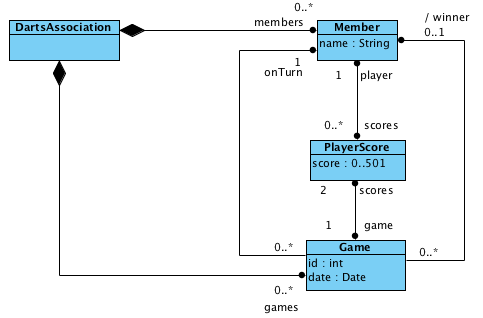 0..*
/ winner
DartsAssociation
members
Member
0..1
name : String
1
onTurn
1
player
0..*
scores
PlayerScore
score : 0..501
2
scores
1
game
0..*
Game
0..*
id : int
date : Date
0..*
games